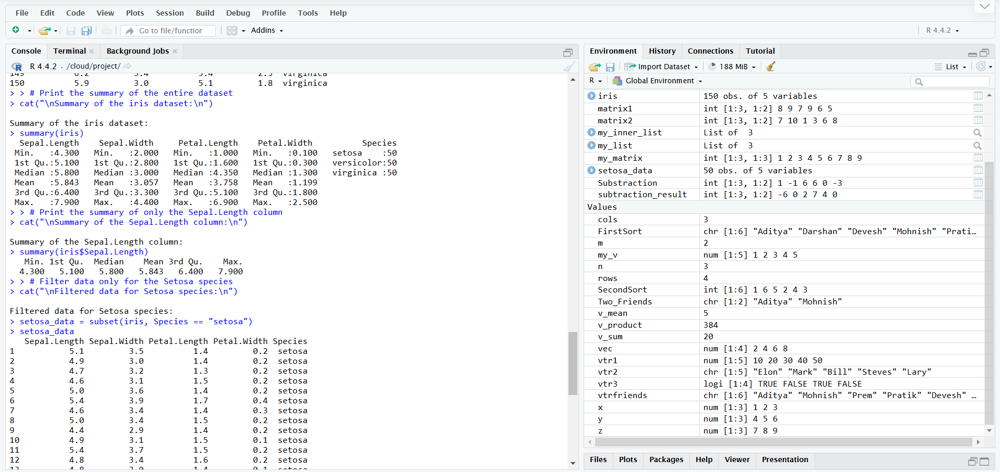 File Edit Code View Plots Session Build Debug Profile Tools Help
Go to file/function Addins R 4.4.2
Console Terminal Background Jobs
R 4.4.2 . /cloud/project/
149 6.2 3.4 5.4 2.3 virginica
150 5.9 3.0 5.1 1.8 virginica
> > # Print the summary of the entire dataset
> cat("\nSummary of the iris dataset:\n")
Summary of the iris dataset:
> summary(iris)
Sepal.Length Sepal.Width Petal.Length Petal.Width Species
Min. :4.300 Min. :2.000 Min. :1.000 Min. :0.100 setosa :50
1st Qu.:5.100 1st Qu.:2.800 1st Qu.:1.600 1st Qu.:0.300 versicolor:50
Median :5.800 Median :3.000 Median :4.350 Median :1.300 virginica :50
Mean :5.843 Mean :3.057 Mean :3.758 Mean :1.199
3rd Qu.:6.400 3rd Qu.:3.300 3rd Qu.:5.100 3rd Qu.:1.800
Max. :7.900 Max. :4.400 Max. :6.900 Max. :2.500
> > # Print the summary of only the Sepal.Length column
> cat("\nSummary of the Sepal.Length column:\n")
Summary of the Sepal.Length column:
> summary(iris$Sepal.Length)
Min. 1st Qu. Median Mean 3rd Qu. Max.
4.300 5.100 5.800 5.843 6.400 7.900
> > # Filter data only for the Setosa species
> cat("\nFiltered data for Setosa species:\n")
Filtered data for Setosa species:
> setosa_data = subset(iris, Species == "setosa")
> setosa_data
Sepal.Length Sepal.Width Petal.Length Petal.Width Species
1 5.1 3.5 1.4 0.2 setosa
2 4.9 3.0 1.4 0.2 setosa
3 4.7 3.2 1.3 0.2 setosa
4 4.6 3.1 1.5 0.2 setosa
5 5.0 3.6 1.4 0.2 setosa
6 5.4 3.9 1.7 0.4 setosa
7 4.6 3.4 1.4 0.3 setosa
8 5.0 3.4 1.5 0.2 setosa
9 4.4 2.9 1.4 0.2 setosa
10 4.9 3.1 1.5 0.1 setosa
11 5.4 3.7 1.5 0.2 setosa
12 4.8 3.4 1.6 0.2 setosa
13 4.8 3.0 1.4 0.1 setosa
Environment History Connections Tutorial
Import Dataset 188 MiB List
R Global Environment
iris 150 obs. of 5 variables
matrix1 int [1:3, 1:2] 8 9 7 9 6 5
matrix2 int [1:3, 1:2] 7 10 1 3 6 8
my_inner_list List of 3
my_list List of 3
my_matrix int [1:3, 1:3] 1 2 3 4 5 6 7 8 9
setosa_data 50 obs. of 5 variables
Substraction int [1:3, 1:2] 1 -1 6 6 0 -3
subtraction_result int [1:3, 1:2] -6 0 2 7 4 0
Values
cols 3
FirstSort chr [1:6] "Aditya" "Darshan" "Devesh" "Mohnish" "Prati…
m 2
my_v num [1:5] 1 2 3 4 5
n 3
rows 4
SecondSort int [1:6] 1 6 5 2 4 3
Two_Friends chr [1:2] "Aditya" "Mohnish"
v_mean 5
v_product 384
v_sum 20
vec num [1:4] 2 4 6 8
vtr1 num [1:5] 10 20 30 40 50
vtr2 chr [1:5] "Elon" "Mark" "Bill" "Steves" "Lary"
vtr3 logi [1:4] TRUE FALSE TRUE FALSE
vtrfriends chr [1:6] "Aditya" "Mohnish" "Prem" "Pratik" "Devesh" …
x num [1:3] 1 2 3
y num [1:3] 4 5 6
z num [1:3] 7 8 9
Files Plots Packages Help Viewer Presentation